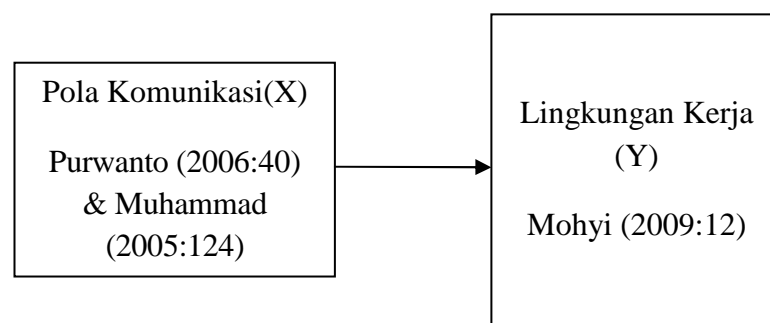 Pola Komunikasi(X)
Purwanto (2006:40)
& Muhammad
(2005:124)
Lingkungan Kerja
(Y)
Mohyi (2009:12)